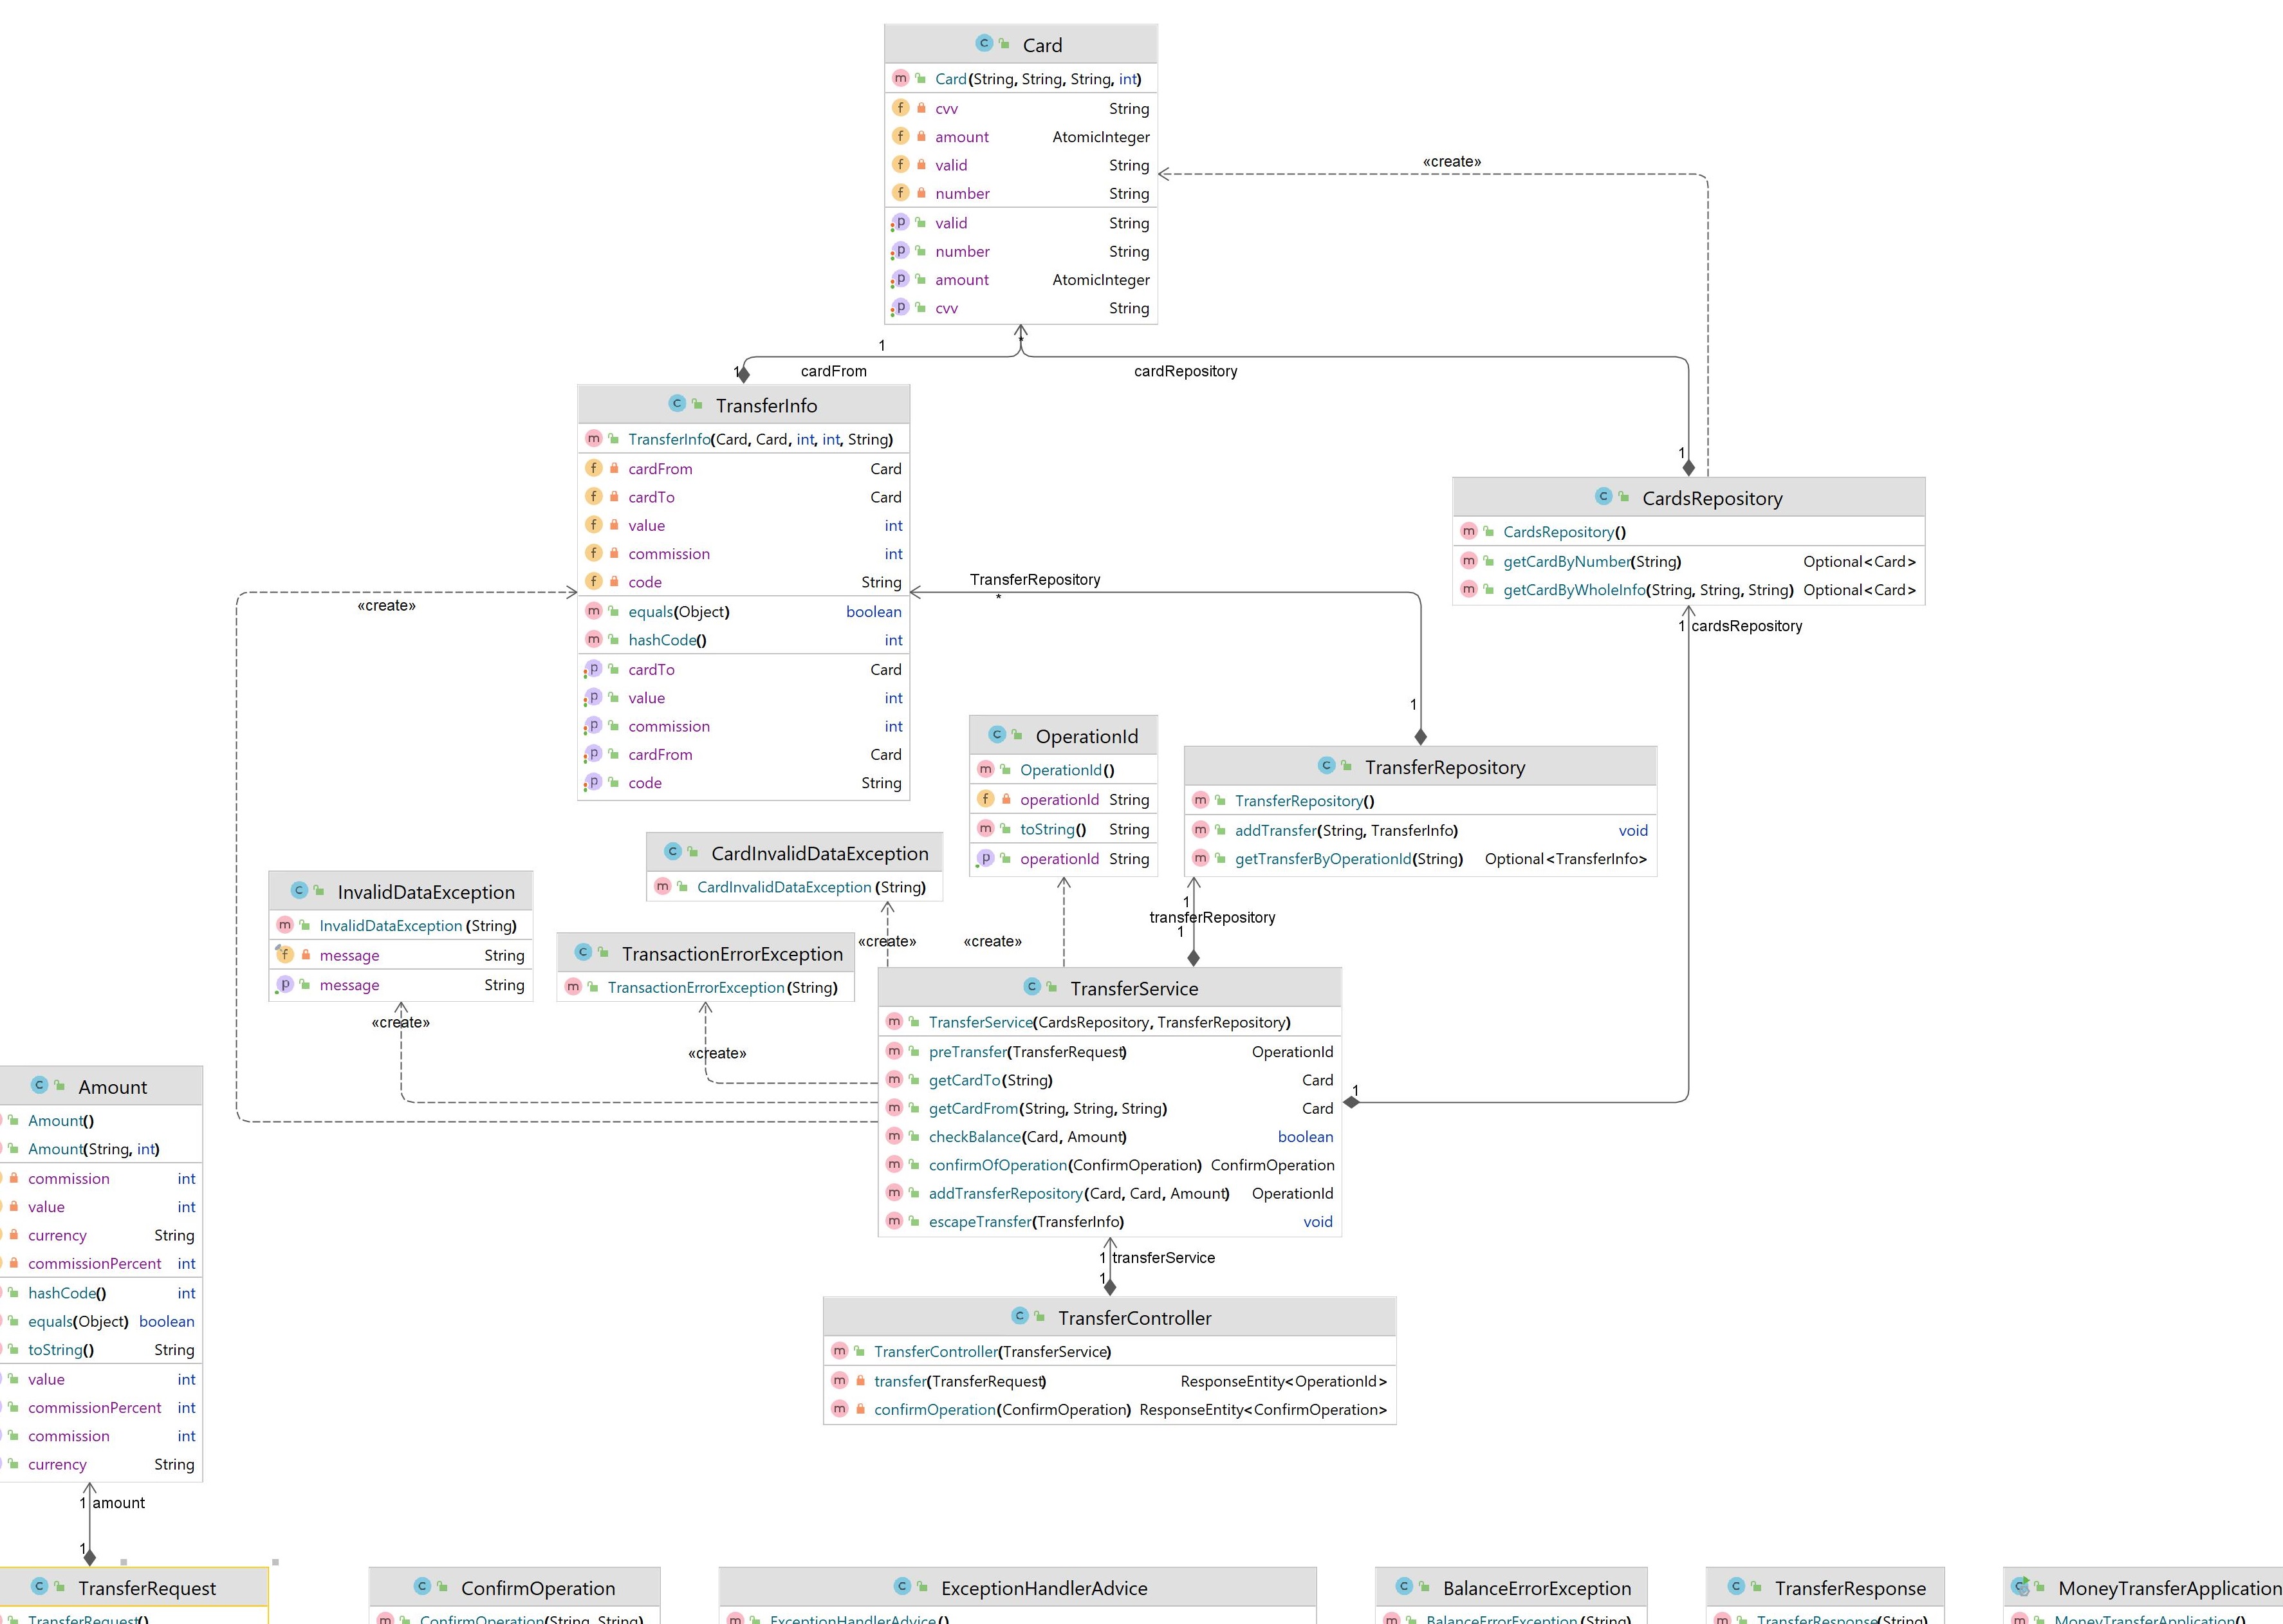 Card
Card(String, String, String, int)
cvv String
amount AtomicInteger
valid String
number String
valid String
number String
amount AtomicInteger
cvv String
«create»
1
*
1
cardFrom
cardRepository
TransferInfo
TransferInfo(Card, Card, int, int, String)
cardFrom Card
cardTo Card
value int
commission int
code String
equals(Object) boolean
hashCode() int
cardTo Card
value int
commission int
cardFrom Card
code String
1
CardsRepository
CardsRepository()
getCardByNumber(String) Optional<Card>
getCardByWholeInfo(String, String, String) Optional<Card>
1 cardsRepository
«create»
TransferRepository
*
1
OperationId
OperationId()
operationId String
toString() String
operationId String
TransferRepository
TransferRepository()
addTransfer(String, TransferInfo) void
getTransferByOperationId(String) Optional<TransferInfo>
CardInvalidDataException
CardInvalidDataException (String)
InvalidDataException
InvalidDataException (String)
message String
message String
TransactionErrorException
TransactionErrorException (String)
«create»
«create»
1
transferRepository
1
«create»
«create»
TransferService
TransferService(CardsRepository, TransferRepository)
preTransfer(TransferRequest) OperationId
getCardTo(String) Card
getCardFrom(String, String, String) Card
checkBalance(Card, Amount) boolean
confirmOfOperation(ConfirmOperation) ConfirmOperation
addTransferRepository(Card, Card, Amount) OperationId
escapeTransfer(TransferInfo) void
1
1 transferService
1
TransferController
TransferController(TransferService)
transfer(TransferRequest) ResponseEntity<OperationId>
confirmOperation(ConfirmOperation) ResponseEntity<ConfirmOperation>
Amount
Amount()
Amount(String, int)
commission int
value int
currency String
commissionPercent int
hashCode() int
equals(Object) boolean
toString() String
value int
commissionPercent int
commission int
currency String
1 amount
1
TransferRequest
TransferRequest()
ConfirmOperation
ConfirmOperation(String, String)
ExceptionHandlerAdvice
ExceptionHandlerAdvice()
BalanceErrorException
BalanceErrorException (String)
TransferResponse
TransferResponse(String)
MoneyTransferApplication
MoneyTransferApplication()